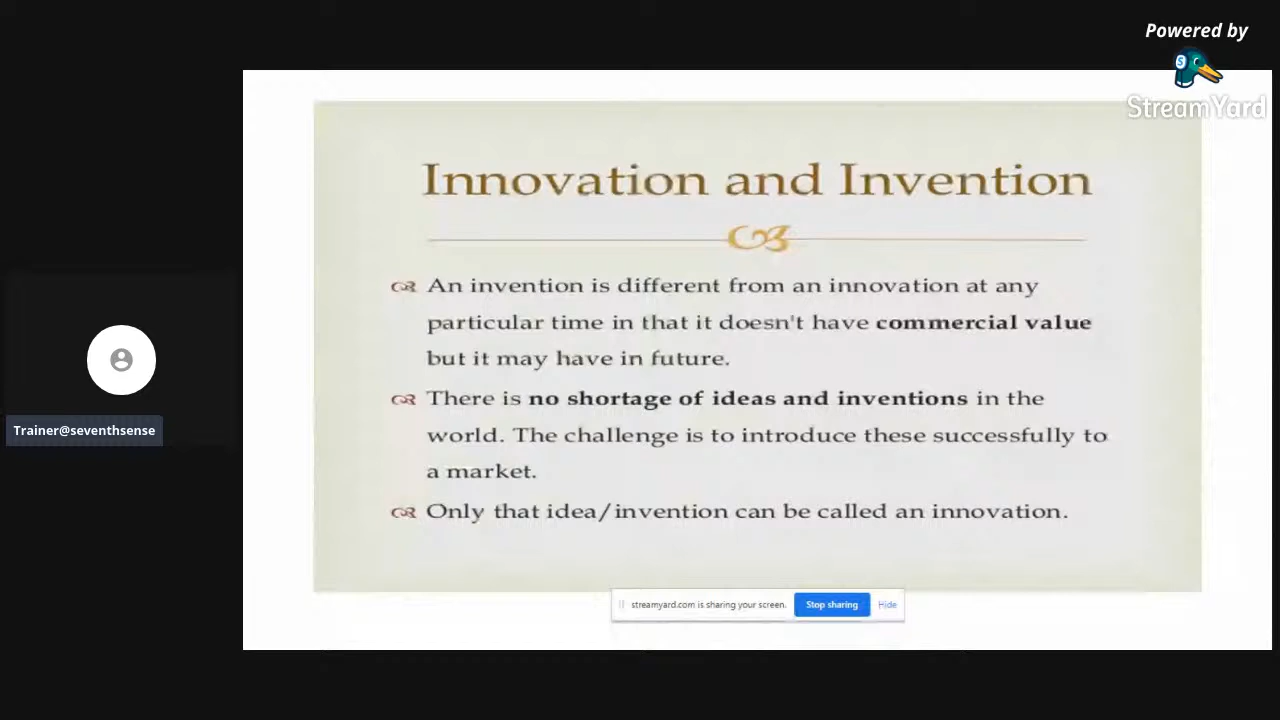 Powered by
StreamYard
Innovation and Invention
An invention is different from an innovation at any
particular time in that it doesn't have commercial value
but it may have in future.
There is no shortage of ideas and inventions in the
world. The challenge is to introduce these successfully to
a market.
Only that idea/invention can be called an innovation.
Trainer@seventhsense
streamyard.com is sharing your screen. Stop sharing Hide